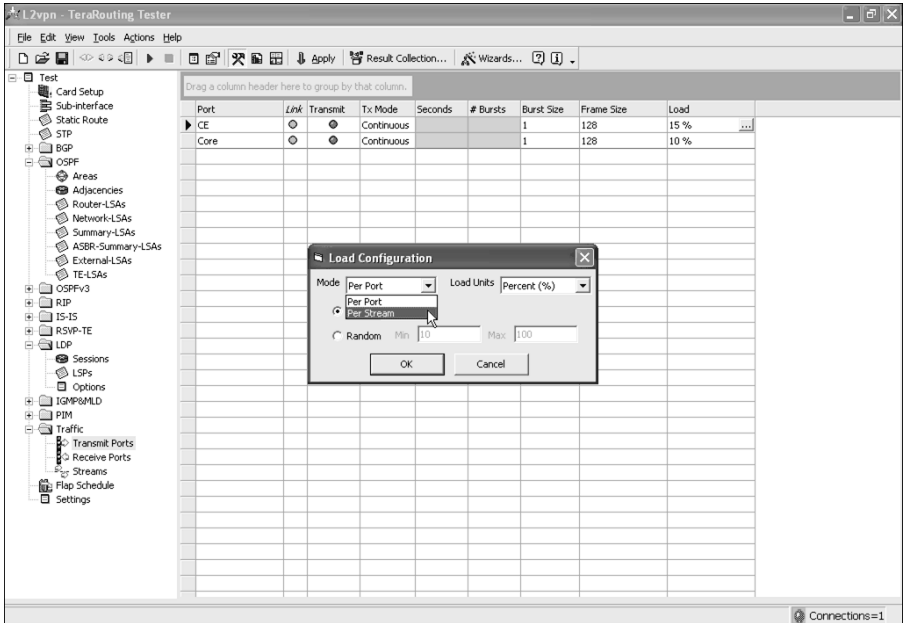 L2vpn - TeraRouting Tester
File Edit View Tools Actions Help
Apply Result Collection... Wizards...
Test
Card Setup
Sub-interface
Static Route
STP
BGP
OSPF
Areas
Adjacencies
Router-LSAs
Network-LSAs
Summary-LSAs
ASBR-Summary-LSAs
External-LSAs
TE-LSAs
OSPFv3
RIP
IS-IS
RSVP-TE
LDP
Sessions
LSPs
Options
IGMP&MLD
PIM
Traffic
Transmit Ports
Receive Ports
Streams
Flap Schedule
Settings
Drag a column header here to group by that column.
Port Link Transmit Tx Mode Seconds # Bursts Burst Size Frame Size Load
CE Continuous 1 128 15 % ...
Core Continuous 1 128 10 %
Load Configuration
Mode Per Port Load Units Percent (%)
Per Port
Per Stream
Random Min 10 Max 100
OK Cancel
Connections=1